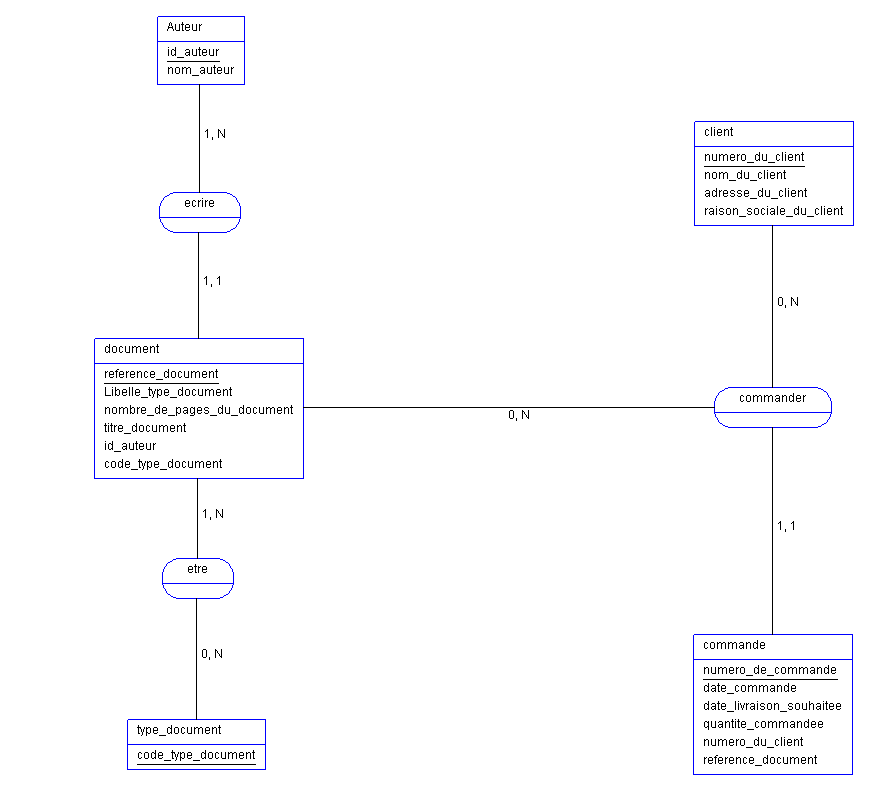 Auteur
id_auteur
nom_auteur
1, N
ecrire
1, 1
document
reference_document
Libelle_type_document
nombre_de_pages_du_document
titre_document
id_auteur
code_type_document
1, N
etre
0, N
type_document
code_type_document
0, N
client
numero_du_client
nom_du_client
adresse_du_client
raison_sociale_du_client
0, N
commander
1, 1
commande
numero_de_commande
date_commande
date_livraison_souhaitee
quantite_commandee
numero_du_client
reference_document